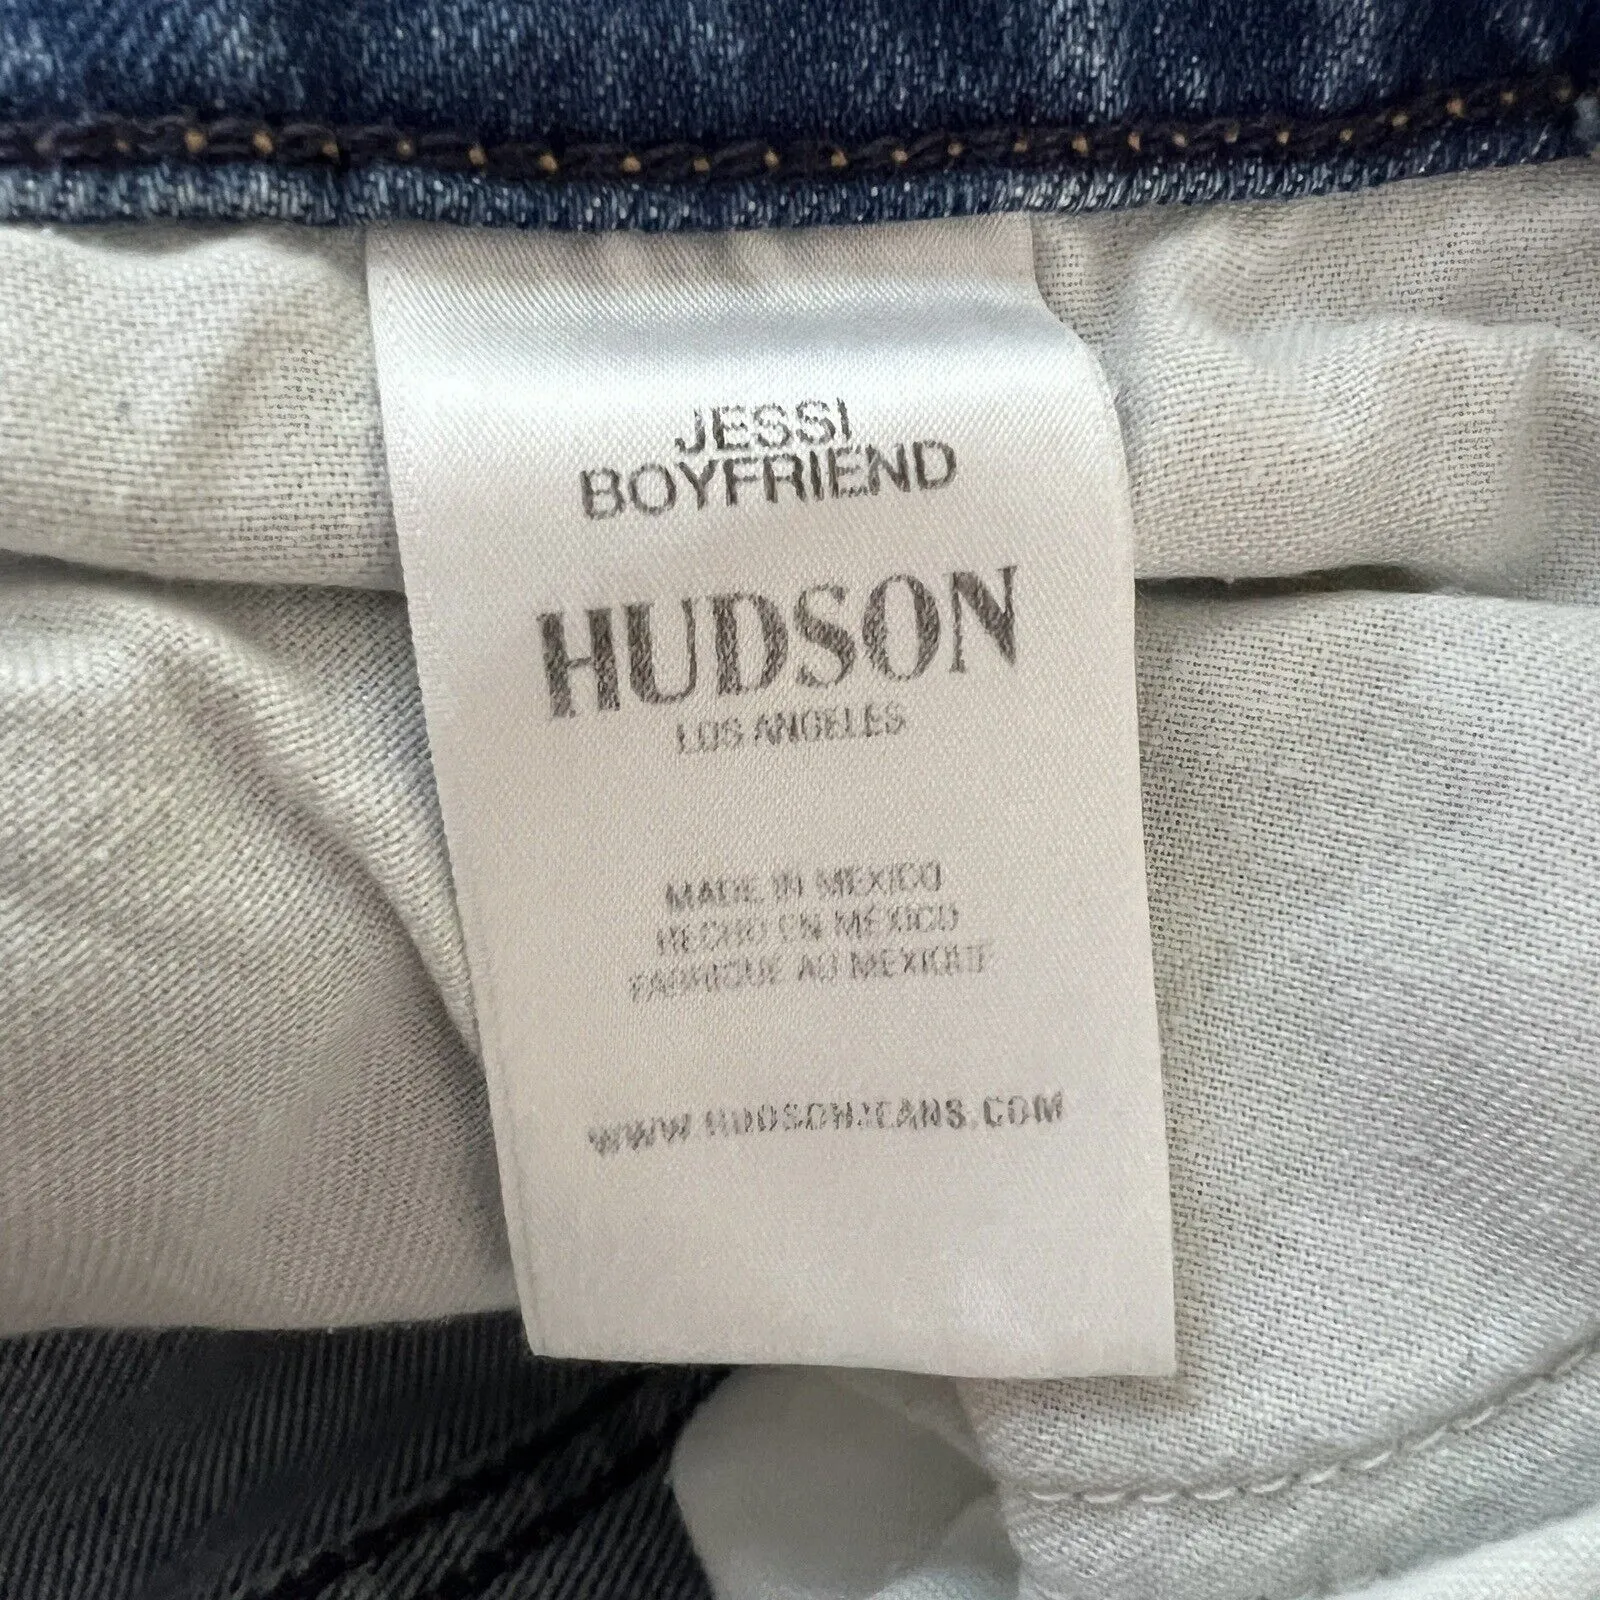 JESSI
BOYFRIEND
HUDSON
LOS ANGELES
MADE IN MEXICO
HECHO EN MEXICO
FABRIQUE AU MEXIQUE
WWW.HUDSONJEANS.COM